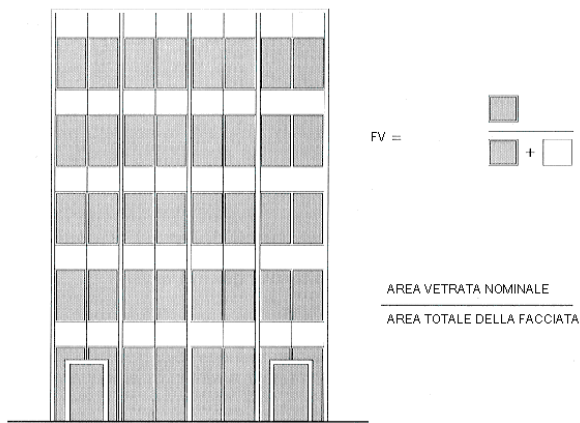 FV =
+
AREA VETRATA NOMINALE
AREA TOTALE DELLA FACCIATA